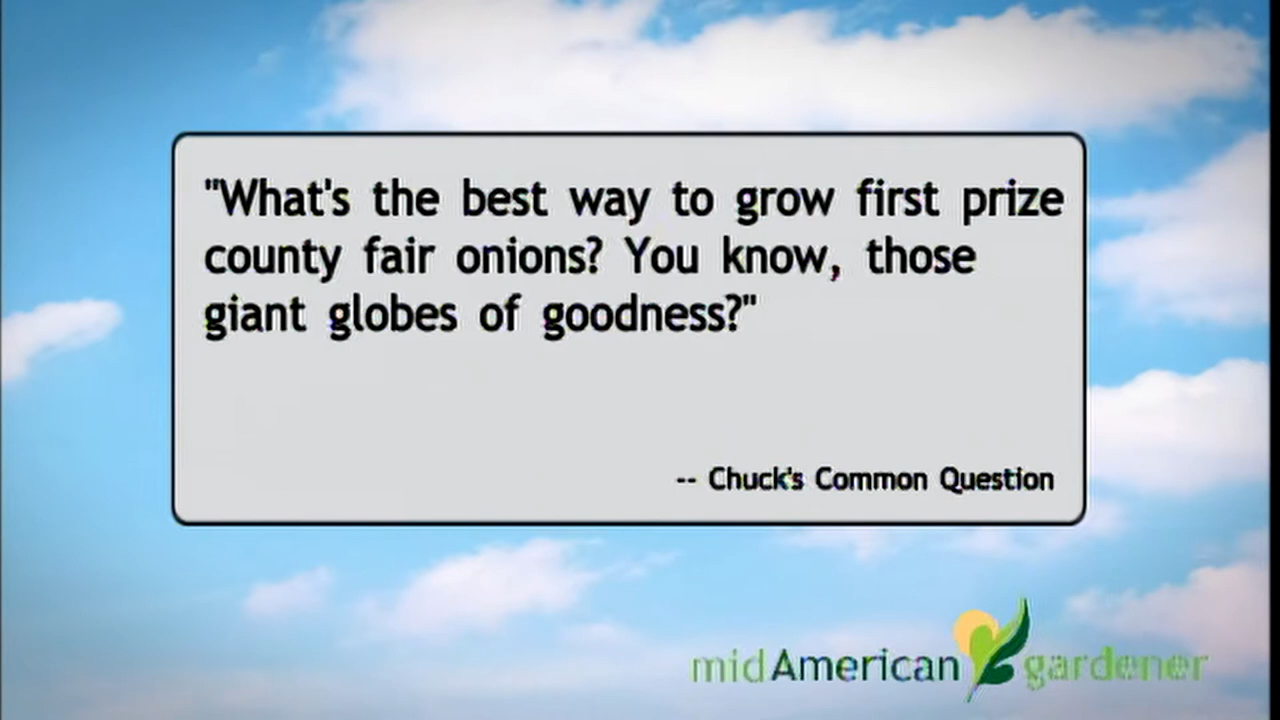 "What's the best way to grow first prize
county fair onions? You know, those
giant globes of goodness?"
-- Chuck's Common Question
midAmerican gardener